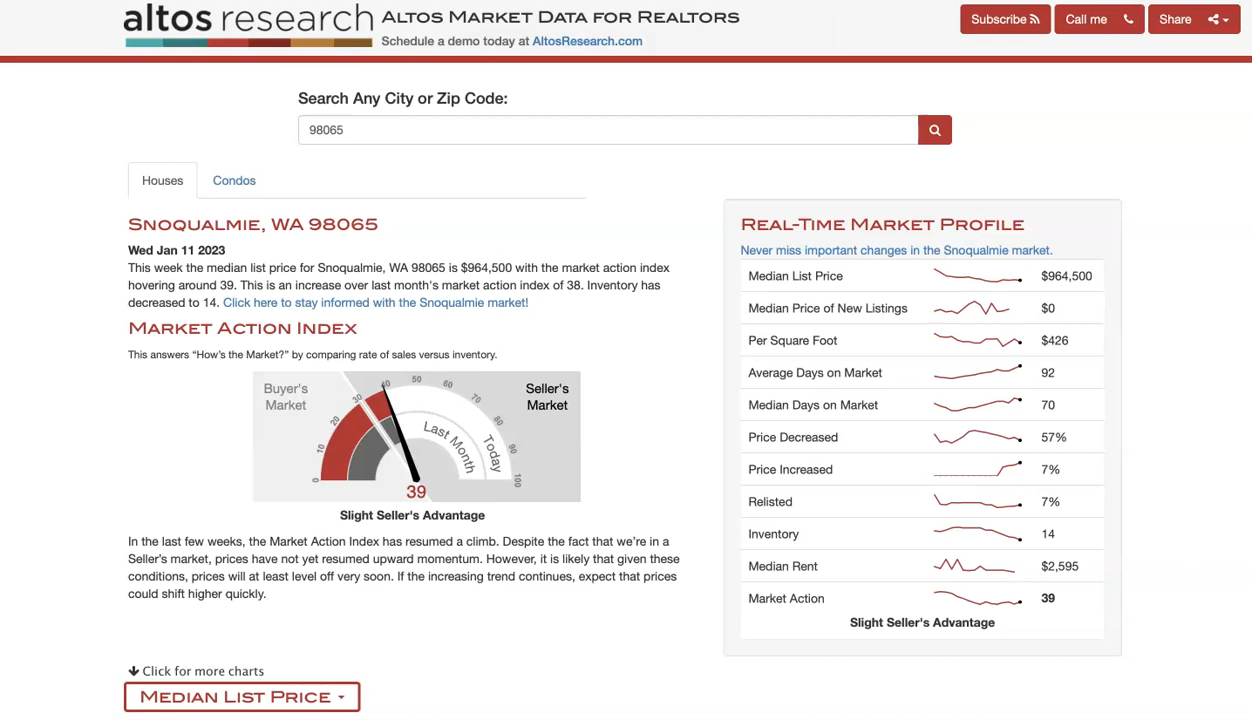 altos research
Altos Market Data for Realtors
Schedule a demo today at AltosResearch.com
Subscribe
Call me
Share
Search Any City or Zip Code:
98065
Houses
Condos
Snoqualmie, WA 98065
Wed Jan 11 2023
This week the median list price for Snoqualmie, WA 98065 is $964,500 with the market action index
hovering around 39. This is an increase over last month's market action index of 38. Inventory has
decreased to 14. Click here to stay informed with the Snoqualmie market!
Market Action Index
This answers “How's the Market?” by comparing rate of sales versus inventory.
Buyer's
Market
Seller's
Market
0
10
20
30
40
50
60
70
80
90
100
Last Month
Today
39
Slight Seller's Advantage
In the last few weeks, the Market Action Index has resumed a climb. Despite the fact that we're in a
Seller's market, prices have not yet resumed upward momentum. However, it is likely that given these
conditions, prices will at least level off very soon. If the increasing trend continues, expect that prices
could shift higher quickly.
Click for more charts
Median List Price
Real-Time Market Profile
Never miss important changes in the Snoqualmie market.
Median List Price $964,500
Median Price of New Listings $0
Per Square Foot $426
Average Days on Market 92
Median Days on Market 70
Price Decreased 57%
Price Increased 7%
Relisted 7%
Inventory 14
Median Rent $2,595
Market Action 39
Slight Seller's Advantage